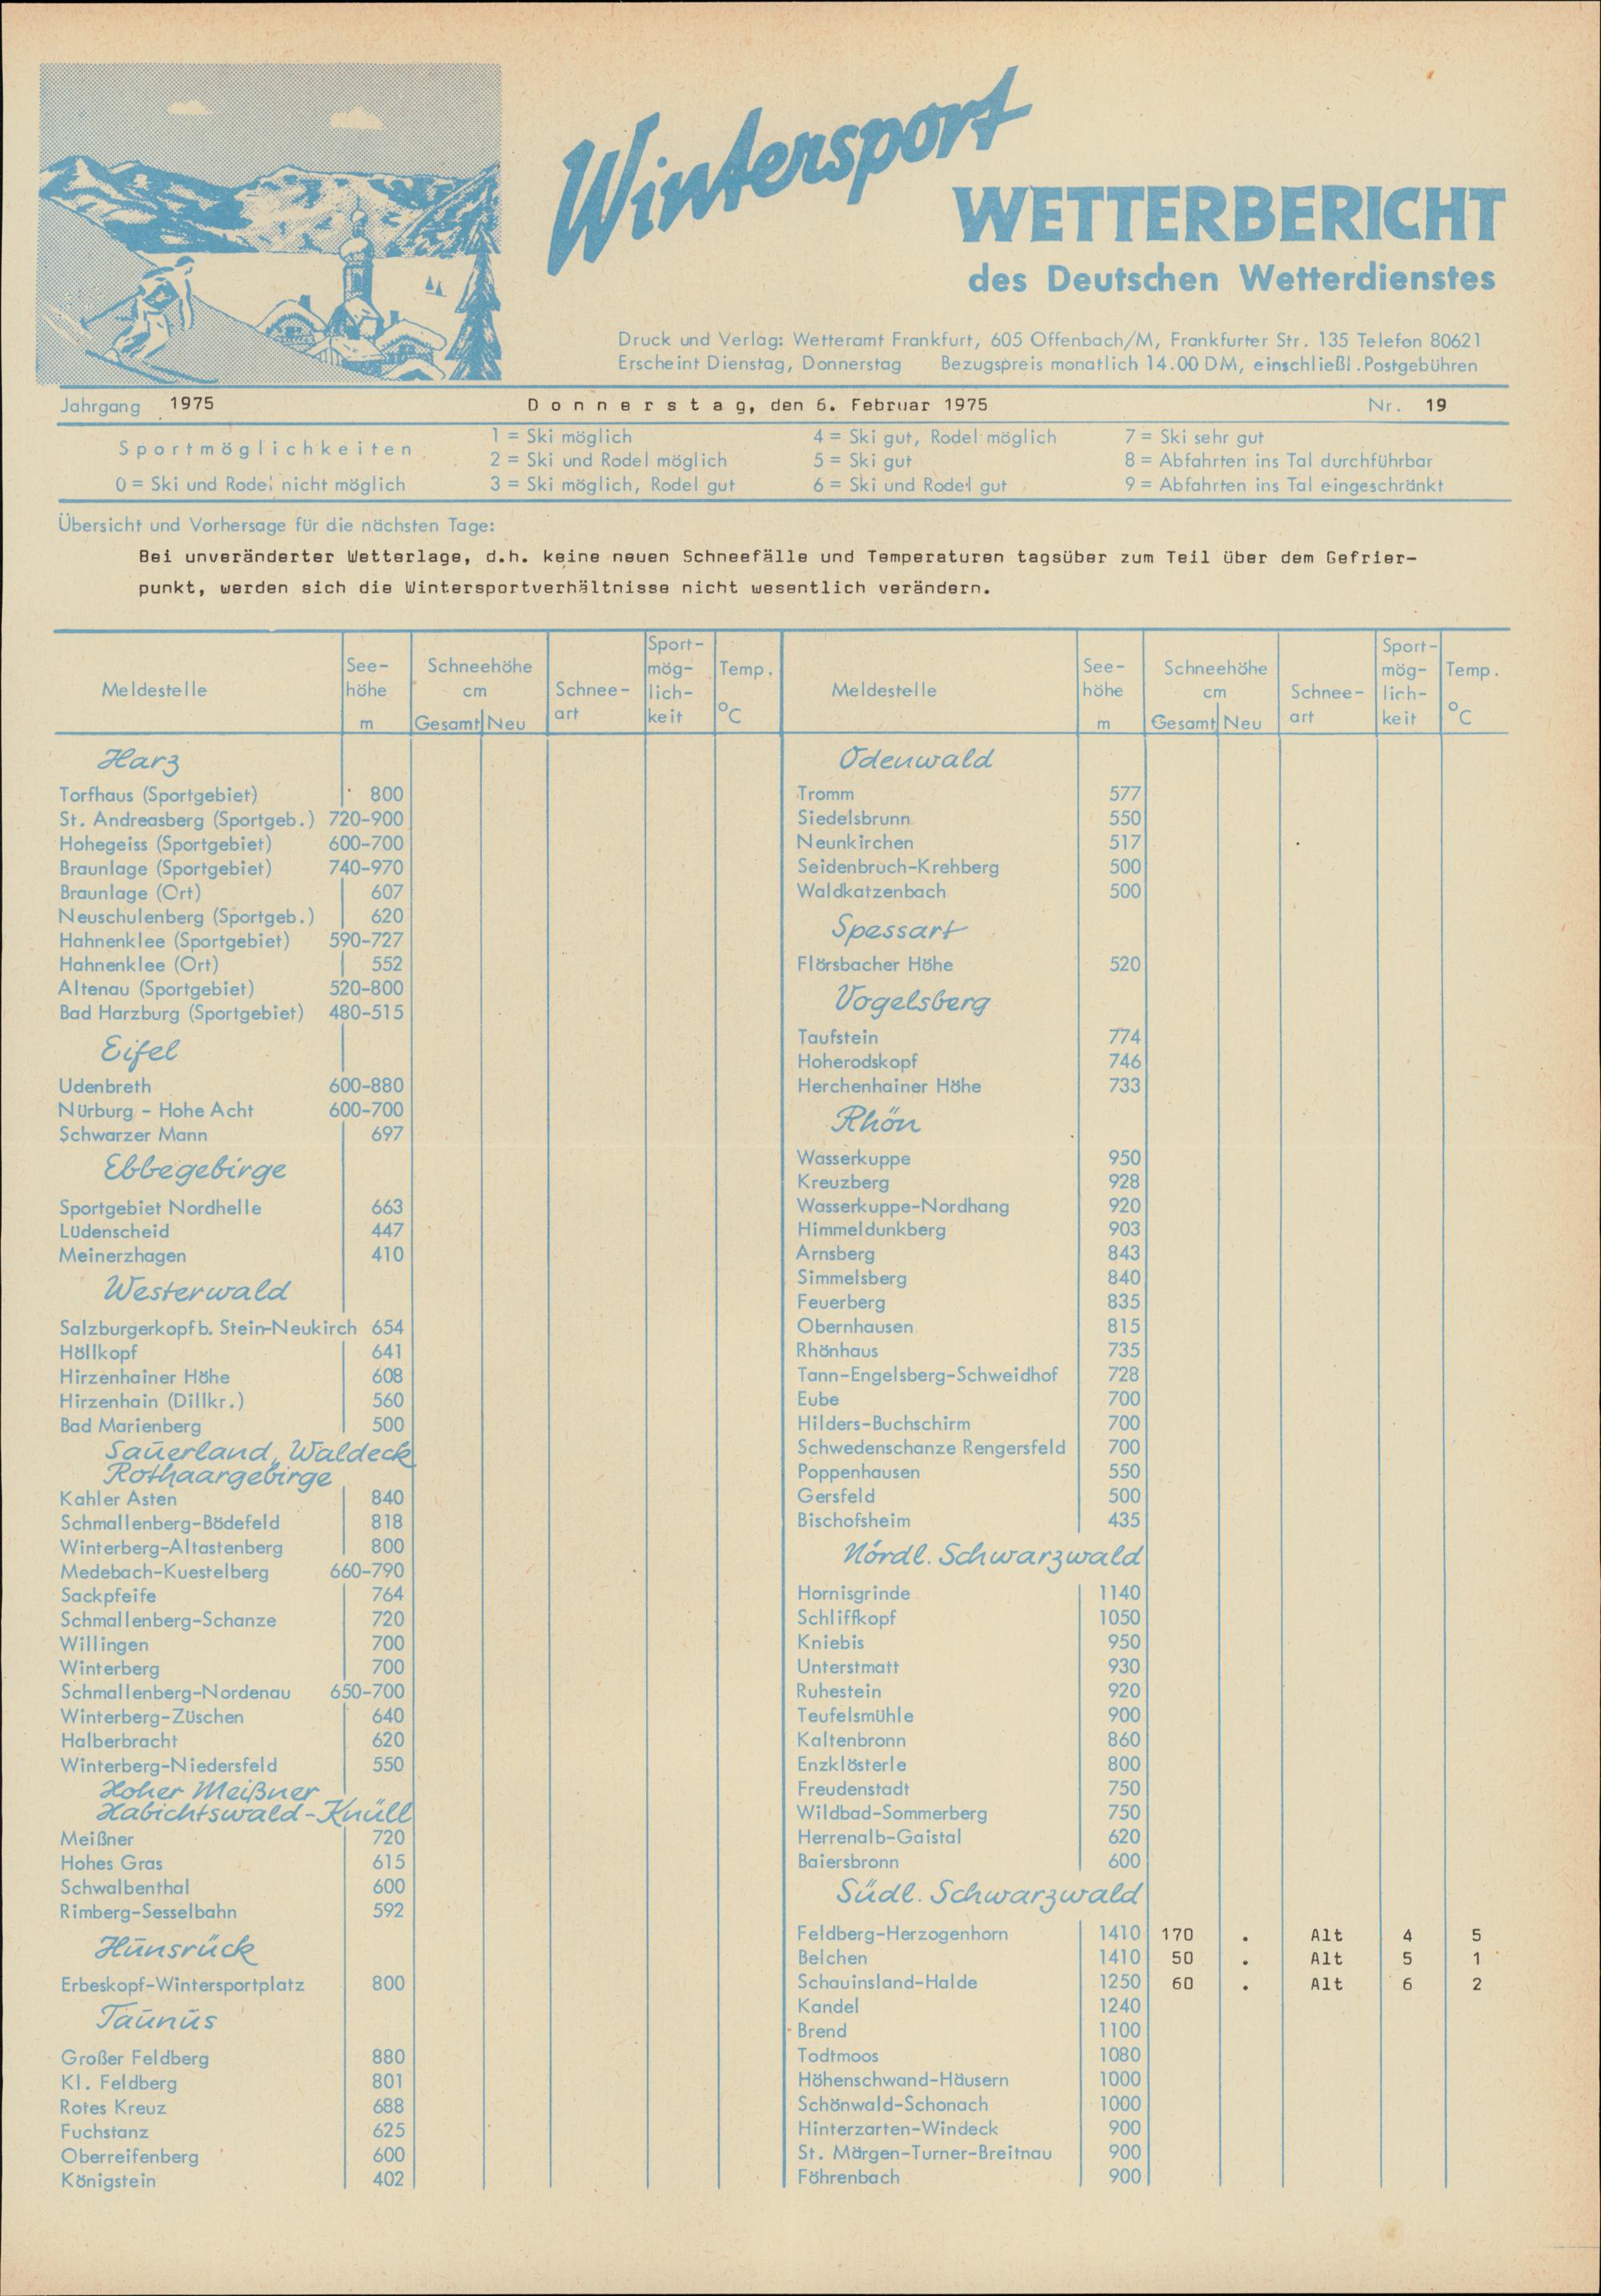 Wintersport
WETTERBERICHT
des Deutschen Wetterdienstes
Druck und Verlag: Wetteramt Frankfurt, 605 Offenbach/M, Frankfurter Str. 135 Telefon 80621
Erscheint Dienstag, Donnerstag Bezugspreis monatlich 14.00 DM, einschließl. Postgebühren
Jahrgang 1975 Donnerstag, den 6. Februar 1975 Nr. 19
Sportmöglichkeiten
0 = Ski und Rodel nicht möglich
1 = Ski möglich
2 = Ski und Rodel möglich
3 = Ski möglich, Rodel gut
4 = Ski gut, Rodel möglich
5 = Ski gut
6 = Ski und Rodel gut
7 = Ski sehr gut
8 = Abfahrten ins Tal durchführbar
9 = Abfahrten ins Tal eingeschränkt
Übersicht und Vorhersage für die nächsten Tage:
Bei unveränderter Wetterlage, d.h. keine neuen Schneefälle und Temperaturen tagsüber zum Teil über dem Gefrier-
punkt, werden sich die Wintersportverhältnisse nicht wesentlich verändern.
Meldestelle
See-
höhe
m
Schneehöhe
cm
Gesamt Neu
Schnee-
art
Sport-
mög-
lich-
keit
Temp.
°C
Harz
Torfhaus (Sportgebiet) 800
St. Andreasberg (Sportgeb.) 720-900
Hohegeiss (Sportgebiet) 600-700
Braunlage (Sportgebiet) 740-970
Braunlage (Ort) 607
Neuschulenberg (Sportgeb.) 620
Hahnenklee (Sportgebiet) 590-727
Hahnenklee (Ort) 552
Altenau (Sportgebiet) 520-800
Bad Harzburg (Sportgebiet) 480-515
Eifel
Udenbreth 600-880
Nürburg - Hohe Acht 600-700
Schwarzer Mann 697
Ebbegebirge
Sportgebiet Nordhelle 663
Lüdenscheid 447
Meinerzhagen 410
Westerwald
Salzburgerkopf b. Stein-Neukirch 654
Höllkopf 641
Hirzenhainer Höhe 608
Hirzenhain (Dillkr.) 560
Bad Marienberg 500
Sauerland, Waldeck
Rothaargebirge
Kahler Asten 840
Schmallenberg-Bödefeld 818
Winterberg-Altastenberg 800
Medebach-Kuestelberg 660-790
Sackpfeife 764
Schmallenberg-Schanze 720
Willingen 700
Winterberg 700
Schmallenberg-Nordenau 650-700
Winterberg-Züschen 640
Halberbracht 620
Winterberg-Niedersfeld 550
Hoher Meißner
Habichtswald-Knüll
Meißner 720
Hohes Gras 615
Schwalbenthal 600
Rimberg-Sesselbahn 592
Hunsrück
Erbeskopf-Wintersportplatz 800
Taunus
Großer Feldberg 880
Kl. Feldberg 801
Rotes Kreuz 688
Fuchstanz 625
Oberreifenberg 600
Königstein 402
Meldestelle
See-
höhe
m
Schneehöhe
cm
Gesamt Neu
Schnee-
art
Sport-
mög-
lich-
keit
Temp.
°C
Odenwald
Tromm 577
Siedelsbrunn 550
Neunkirchen 517
Seidenbruch-Krehberg 500
Waldkatzenbach 500
Spessart
Flörsbacher Höhe 520
Vogelsberg
Taufstein 774
Hoherodskopf 746
Herchenhainer Höhe 733
Rhön
Wasserkuppe 950
Kreuzberg 928
Wasserkuppe-Nordhang 920
Himmeldunkberg 903
Arnsberg 843
Simmelsberg 840
Feuerberg 835
Obernhausen 815
Rhönhaus 735
Tann-Engelsberg-Schweidhof 728
Eube 700
Hilders-Buchschirm 700
Schwedenschanze Rengersfeld 700
Poppenhausen 550
Gersfeld 500
Bischofsheim 435
Nördl. Schwarzwald
Hornisgrinde 1140
Schliffkopf 1050
Kniebis 950
Unterstmatt 930
Ruhestein 920
Teufelsmühle 900
Kaltenbronn 860
Enzklösterle 800
Freudenstadt 750
Wildbad-Sommerberg 750
Herrenalb-Gaistal 620
Baiersbronn 600
Südl. Schwarzwald
Feldberg-Herzogenhorn 1410 170 . Alt 4 5
Belchen 1410 50 . Alt 5 1
Schauinsland-Halde 1250 60 . Alt 6 2
Kandel 1240
Brend 1100
Todtmoos 1080
Höhenschwand-Häusern 1000
Schönwald-Schonach 1000
Hinterzarten-Windeck 900
St. Märgen-Turner-Breitnau 900
Föhrenbach 900